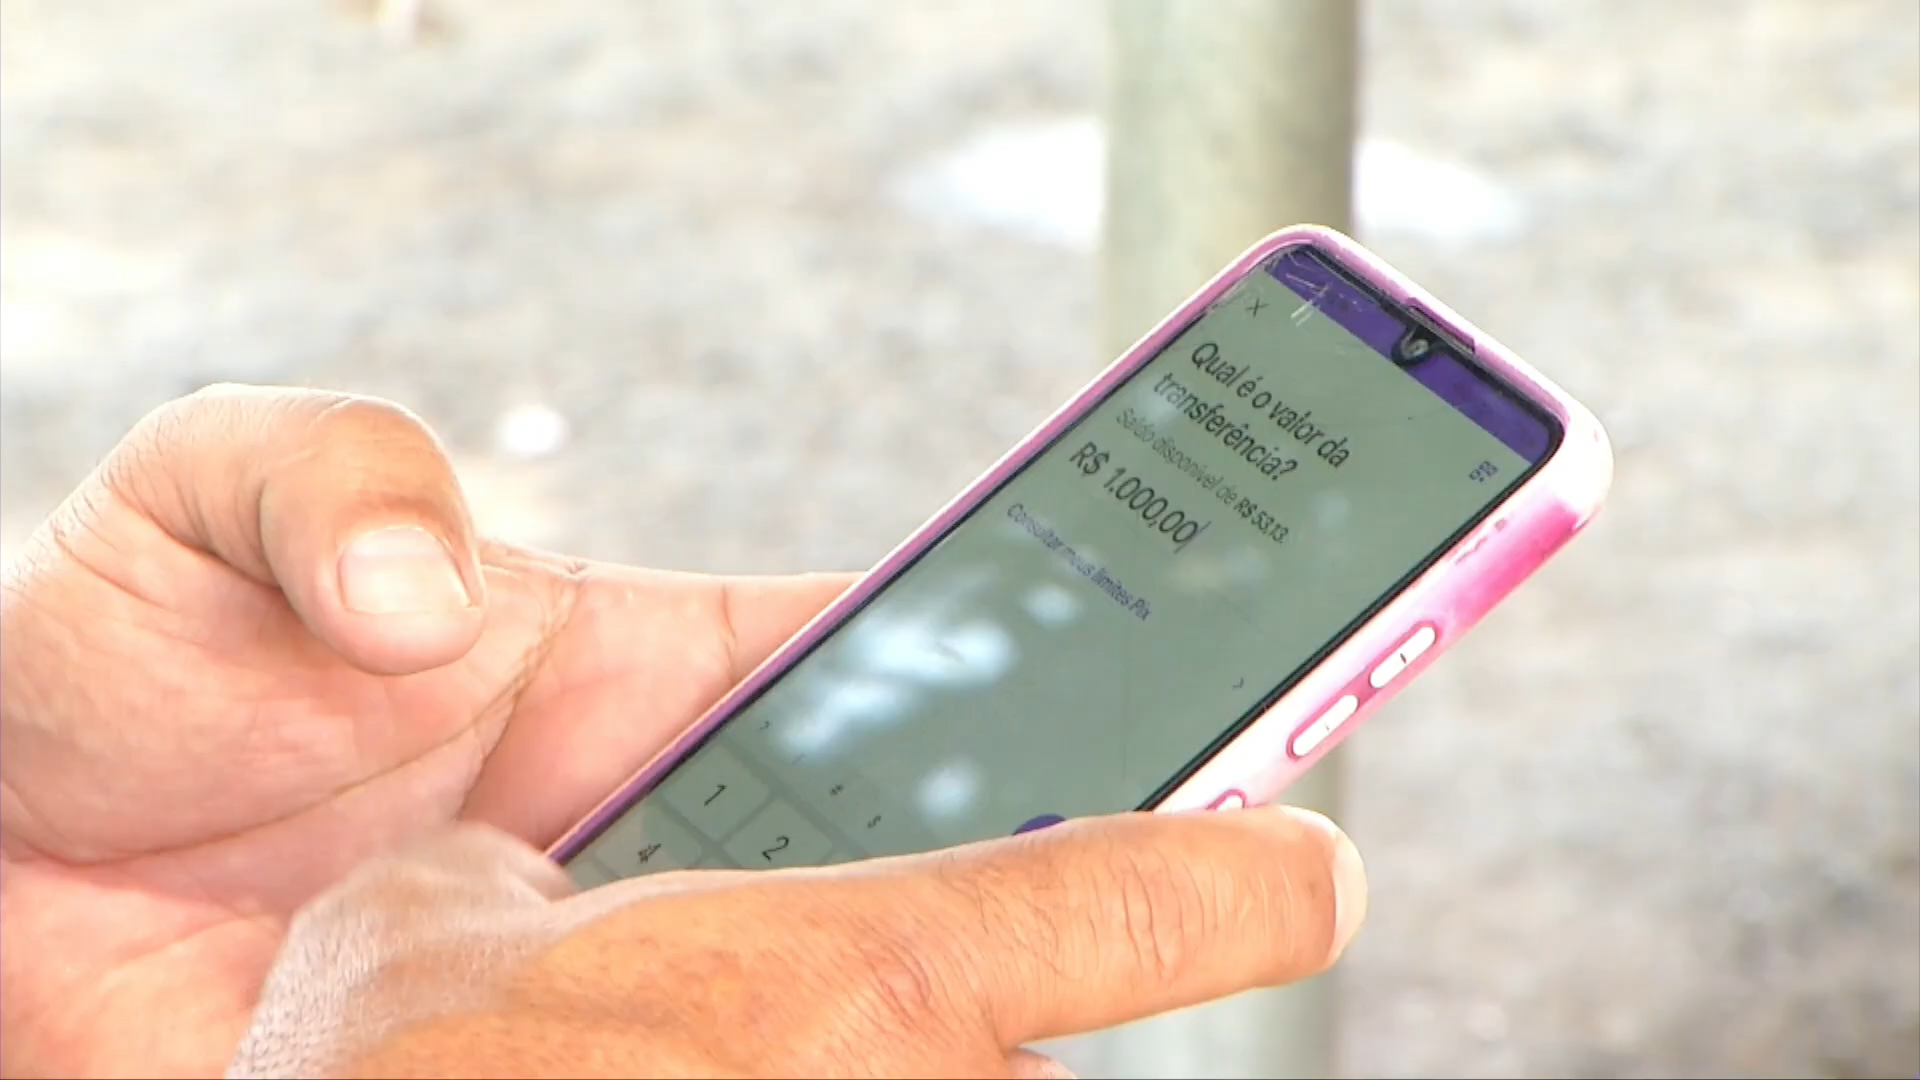 Qual é o valor da
transferência?
Saldo disponível de R$ 53,13.
R$ 1.000,00
Consultar meus limites Pix
1
2
4